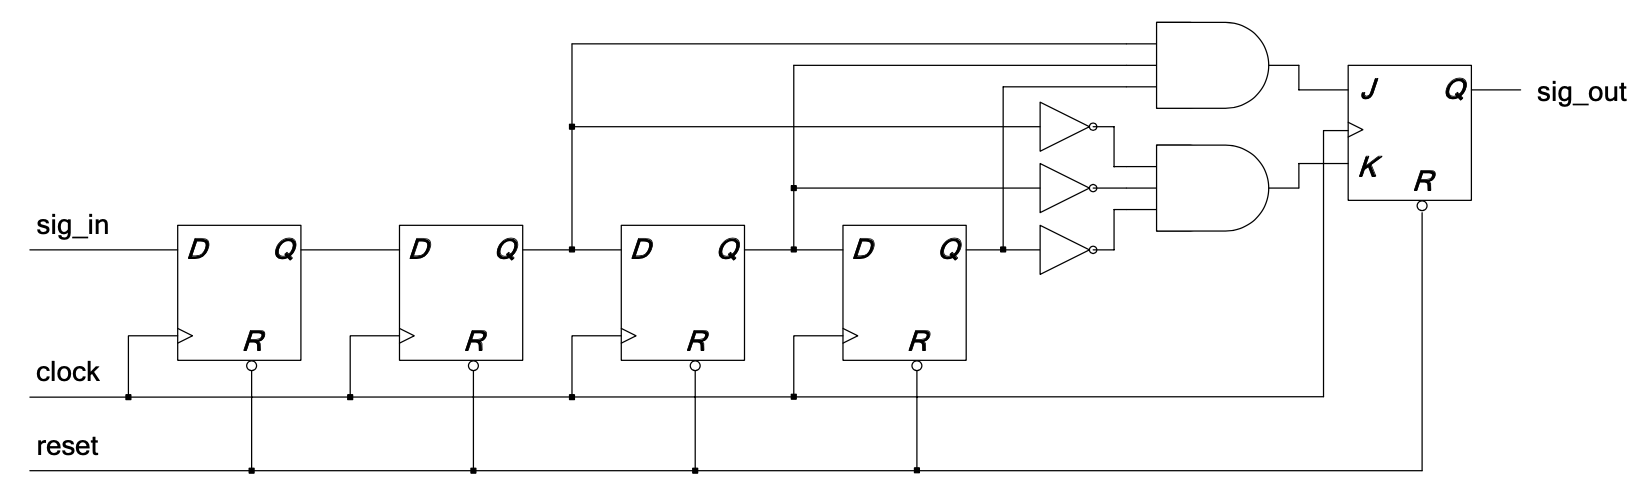 J Q sig_out
K
R
sig_in
D Q D Q D Q D Q
R R R R
clock
reset